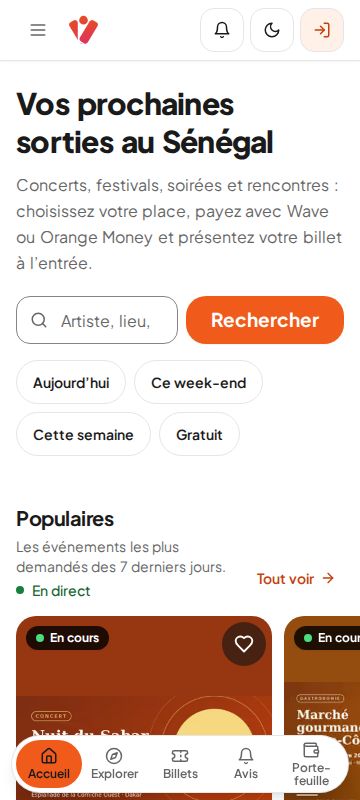 Vos prochaines
sorties au Sénégal
Concerts, festivals, soirées et rencontres :
choisissez votre place, payez avec Wave
ou Orange Money et présentez votre billet
à l’entrée.
Artiste, lieu,
Rechercher
Aujourd’hui
Ce week-end
Cette semaine
Gratuit
Populaires
Les événements les plus
demandés des 7 derniers jours.
En direct
Tout voir
En cours
En cour
CONCERT
GASTRONOMIE
Nuit du Sabar
Marché
gourman
Esplanade de la Corniche Ouest
Accueil
Explorer
Billets
Avis
Porte-
feuille